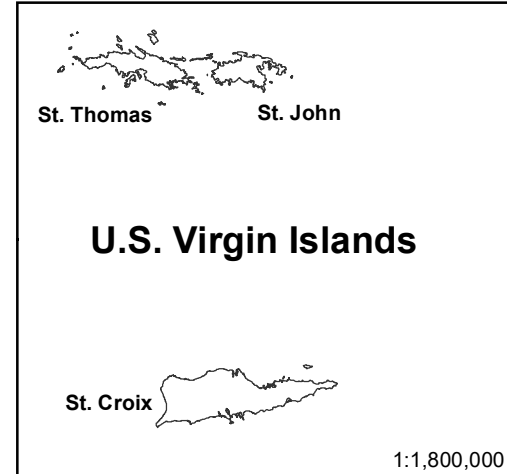 St. Thomas
St. John
U.S. Virgin Islands
St. Croix
1:1,800,000